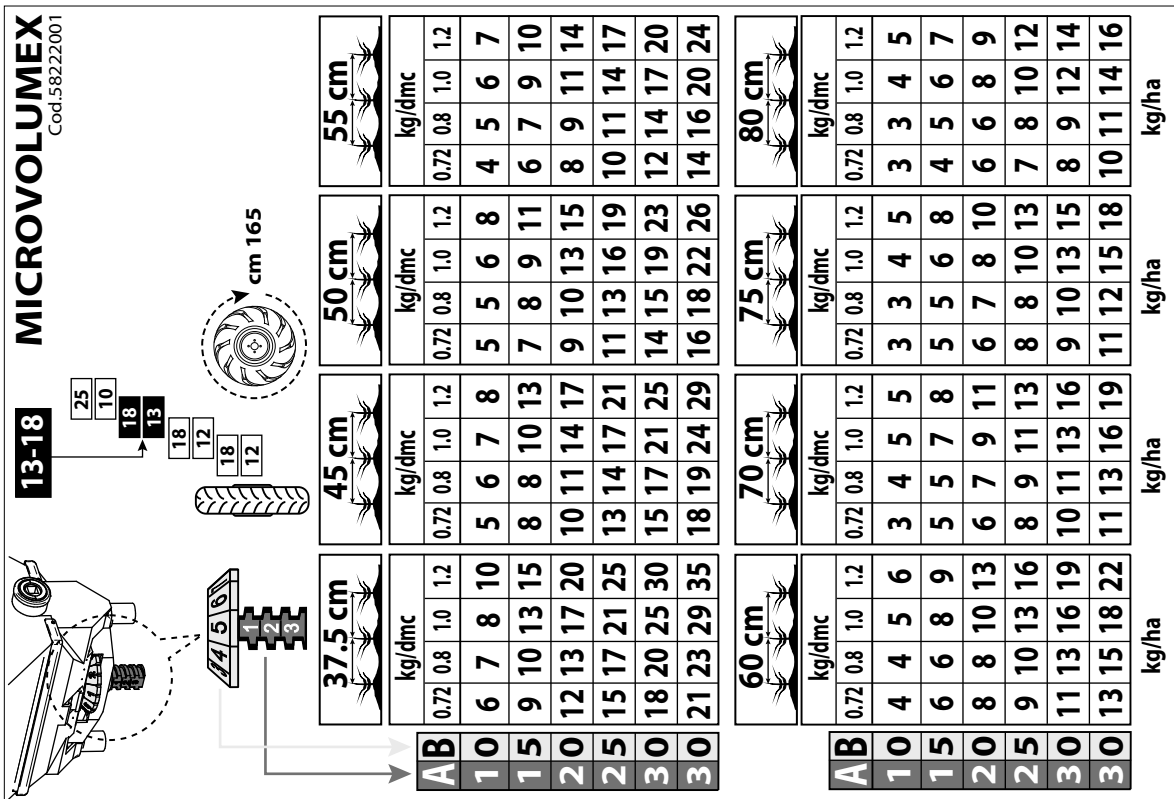 MICROVOLUMEX
Cod.58222001
13-18
25
10
18
13
18
12
18
12
cm 165
4 5 6
1
2
3
37.5 cm 45 cm 50 cm 55 cm
kg/dmc kg/dmc kg/dmc kg/dmc
A B 0.72 0.8 1.0 1.2 0.72 0.8 1.0 1.2 0.72 0.8 1.0 1.2 0.72 0.8 1.0 1.2
1 0 6 7 8 10 5 6 7 8 5 5 6 8 4 5 6 7
1 5 9 10 13 15 8 8 10 13 7 8 9 11 6 7 9 10
2 0 12 13 17 20 10 11 14 17 9 10 13 15 8 9 11 14
2 5 15 17 21 25 13 14 17 21 11 13 16 19 10 11 14 17
3 0 18 20 25 30 15 17 21 25 14 15 19 23 12 14 17 20
3 0 21 23 29 35 18 19 24 29 16 18 22 26 14 16 20 24
60 cm 70 cm 75 cm 80 cm
kg/dmc kg/dmc kg/dmc kg/dmc
A B 0.72 0.8 1.0 1.2 0.72 0.8 1.0 1.2 0.72 0.8 1.0 1.2 0.72 0.8 1.0 1.2
1 0 4 4 5 6 3 4 5 5 3 3 4 5 3 3 4 5
1 5 6 6 8 9 5 5 7 8 5 5 6 8 4 5 6 7
2 0 8 8 10 13 6 7 9 11 6 7 8 10 6 6 8 9
2 5 9 10 13 16 8 9 11 13 8 8 10 13 7 8 10 12
3 0 11 13 16 19 10 11 13 16 9 10 13 15 8 9 12 14
3 0 13 15 18 22 11 13 16 19 11 12 15 18 10 11 14 16
kg/ha kg/ha kg/ha kg/ha